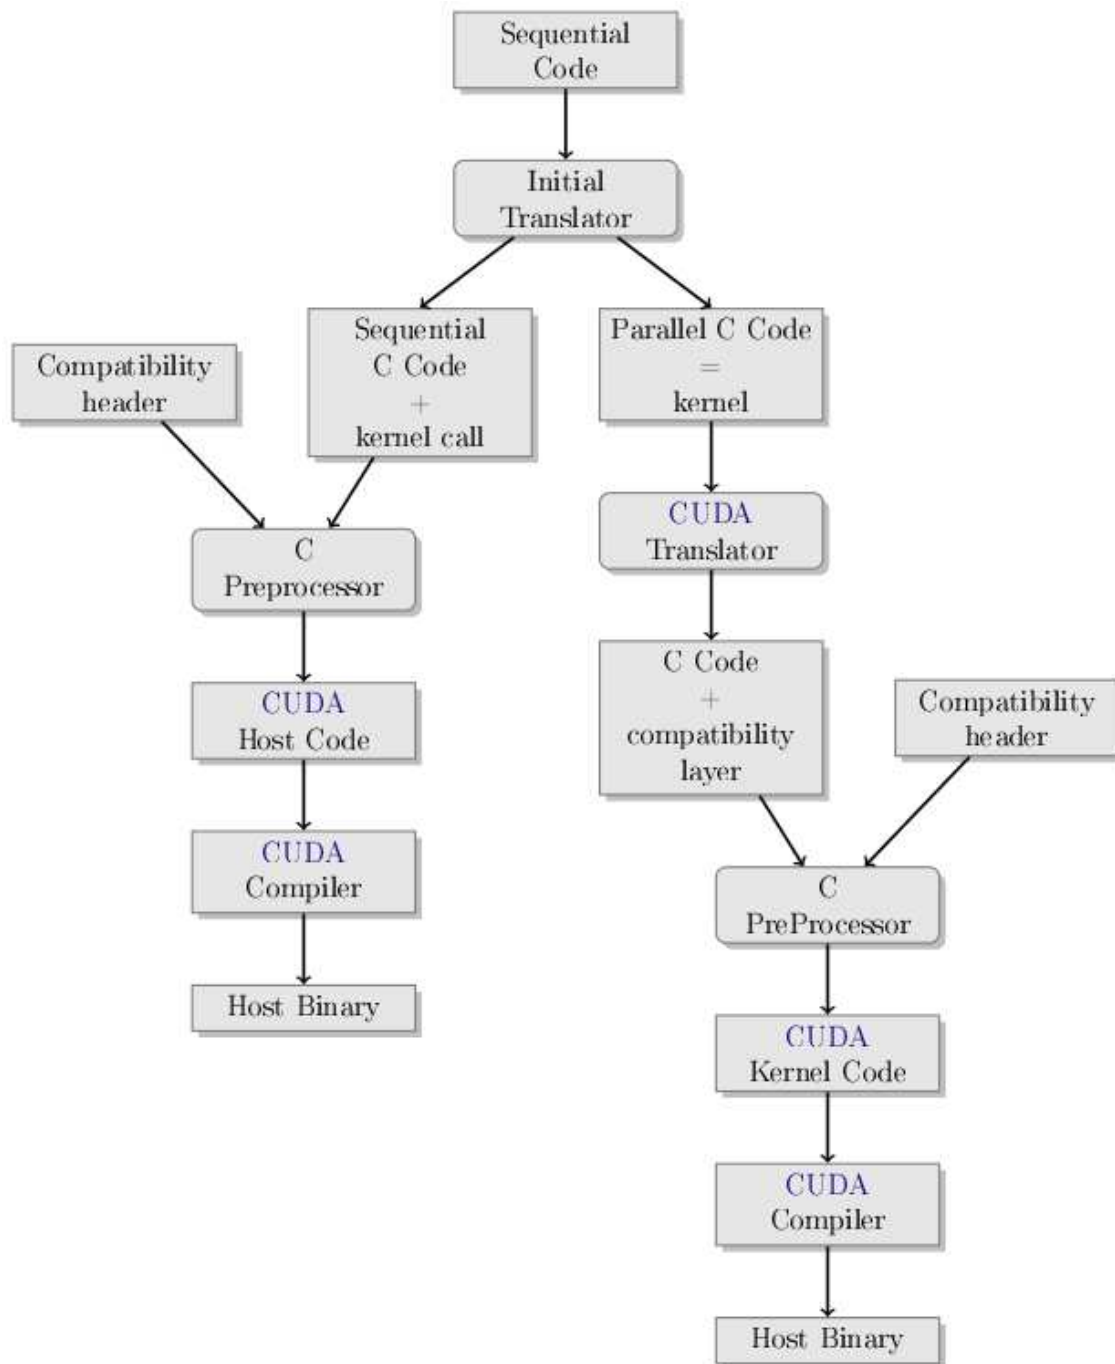 Sequential
Code
Initial
Translator
Sequential
C Code
+
kernel call
Parallel C Code
=
kernel
Compatibility
header
CUDA
Translator
C
Preprocessor
C Code
+
compatibility
layer
Compatibility
header
CUDA
Host Code
CUDA
Compiler
C
PreProcessor
Host Binary
CUDA
Kernel Code
CUDA
Compiler
Host Binary